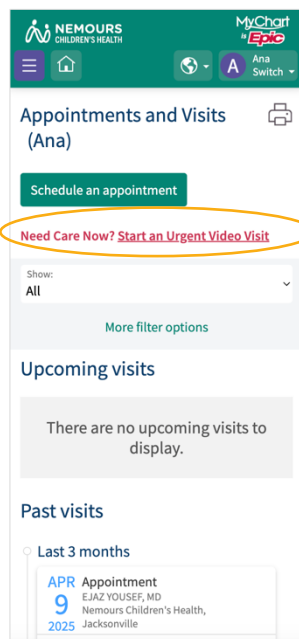 NEMOURS
CHILDREN'S HEALTH
MyChart
by Epic
A
Ana
Switch
Appointments and Visits
(Ana)
Schedule an appointment
Need Care Now? Start an Urgent Video Visit
Show:
All
More filter options
Upcoming visits
There are no upcoming visits to
display.
Past visits
Last 3 months
APR
9
2025
Appointment
EJAZ YOUSEF, MD
Nemours Children's Health,
Jacksonville